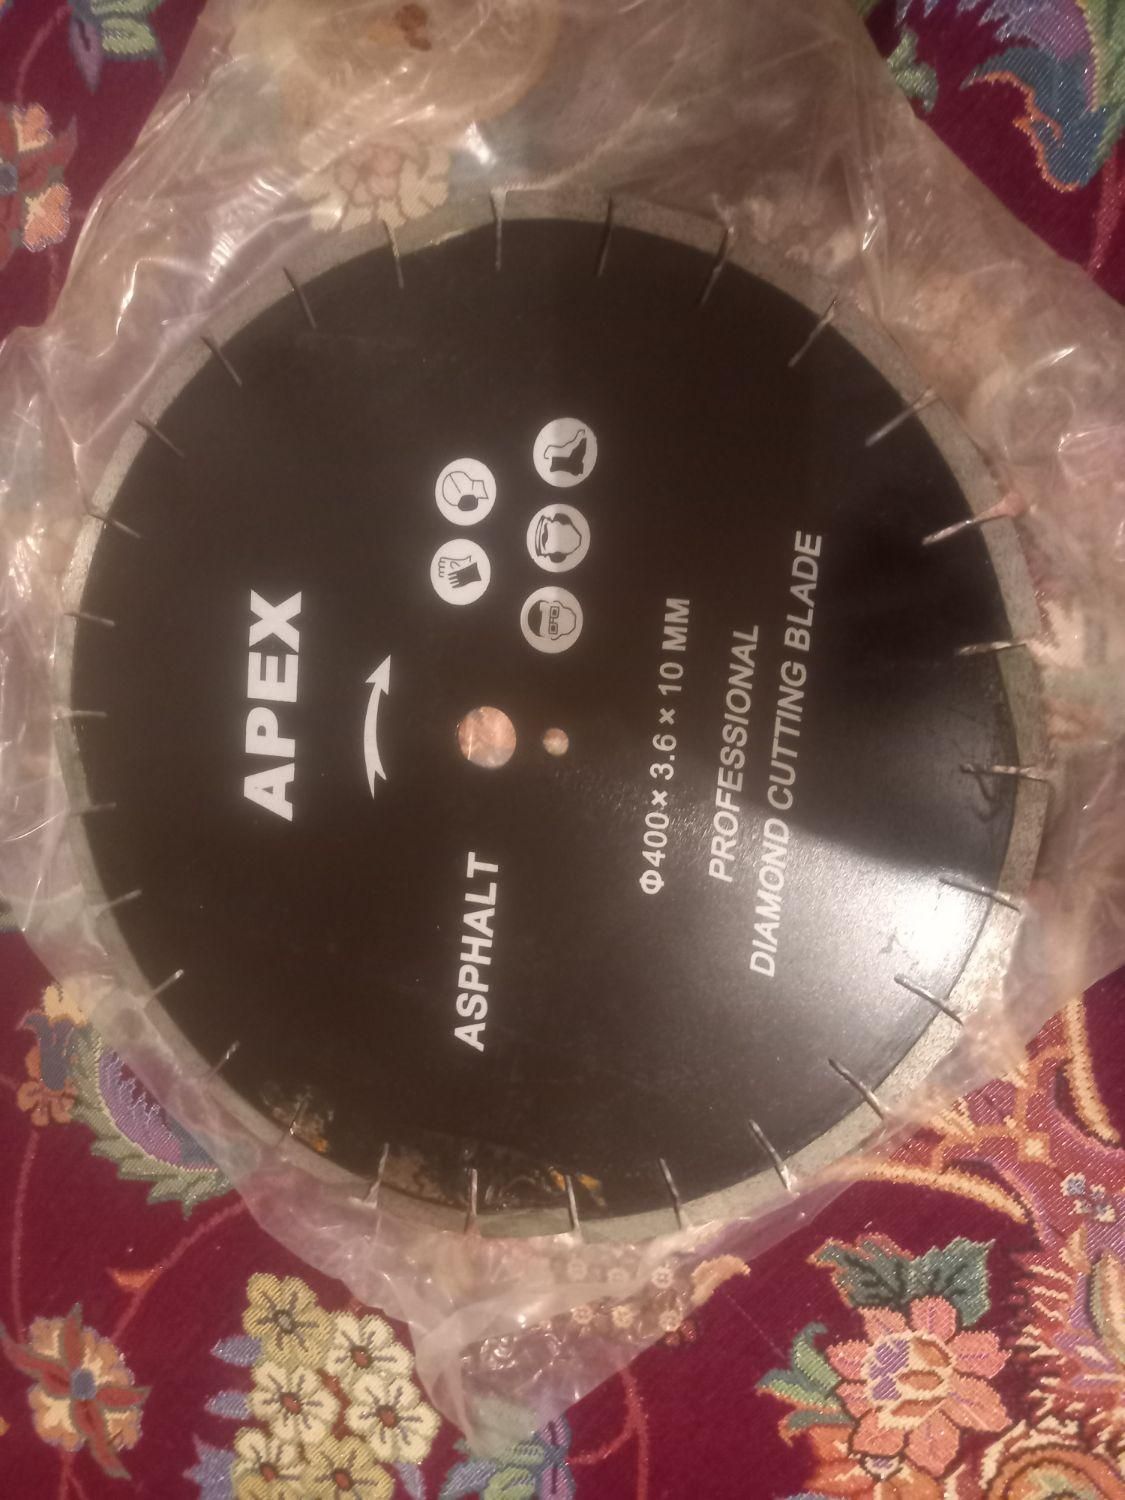 APEX
ASPHALT
Φ400×3.6×10 MM
PROFESSIONAL
DIAMOND CUTTING BLADE